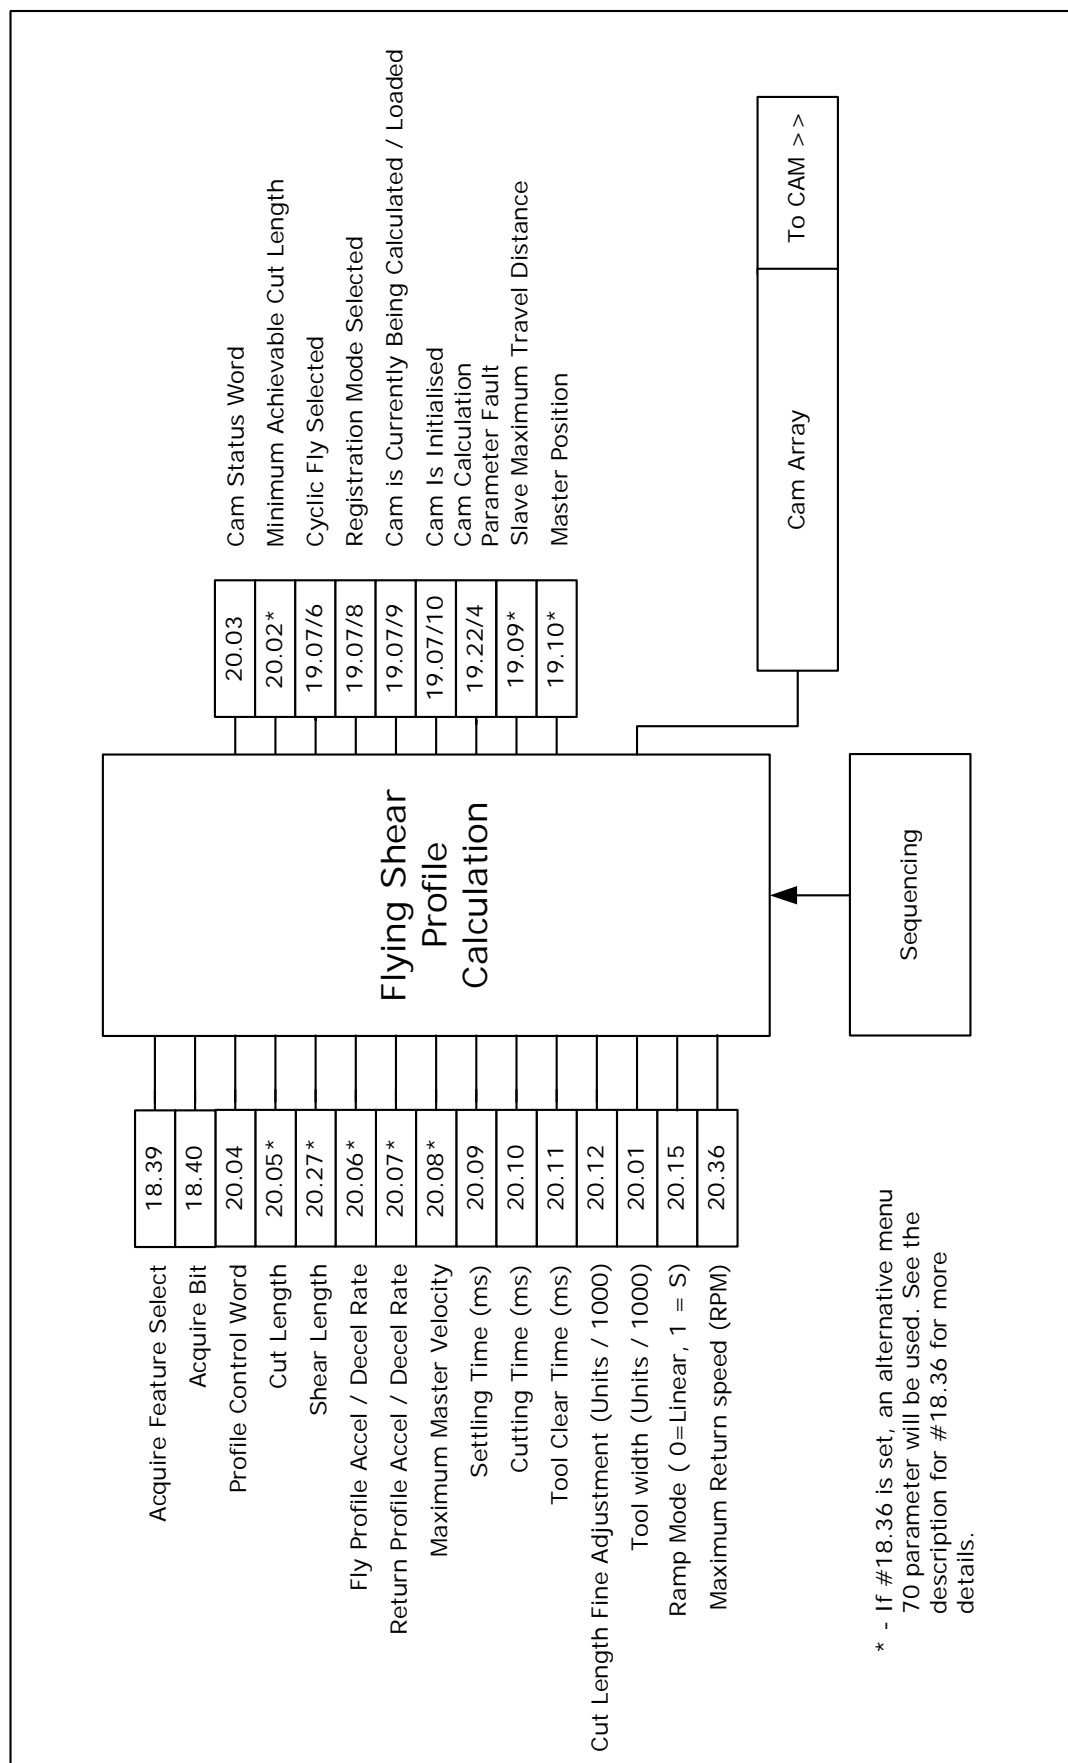 Acquire Feature Select
18.39
Acquire Bit
18.40
Profile Control Word
20.04
Cut Length
20.05*
Shear Length
20.27*
Fly Profile Accel / Decel Rate
20.06*
Return Profile Accel / Decel Rate
20.07*
Maximum Master Velocity
20.08*
Settling Time (ms)
20.09
Cutting Time (ms)
20.10
Tool Clear Time (ms)
20.11
Cut Length Fine Adjustment (Units / 1000)
20.12
Tool width (Units / 1000)
20.01
Ramp Mode ( 0=Linear, 1 = S)
20.15
Maximum Return speed (RPM)
20.36
Flying Shear
Profile
Calculation
20.03
Cam Status Word
20.02*
Minimum Achievable Cut Length
19.07/6
Cyclic Fly Selected
19.07/8
Registration Mode Selected
19.07/9
Cam is Currently Being Calculated / Loaded
19.07/10
Cam Is Initialised
19.22/4
Cam Calculation
Parameter Fault
19.09*
Slave Maximum Travel Distance
19.10*
Master Position
Cam Array
To CAM >>
Sequencing
* - If #18.36 is set, an alternative menu
70 parameter will be used. See the
description for #18.36 for more
details.